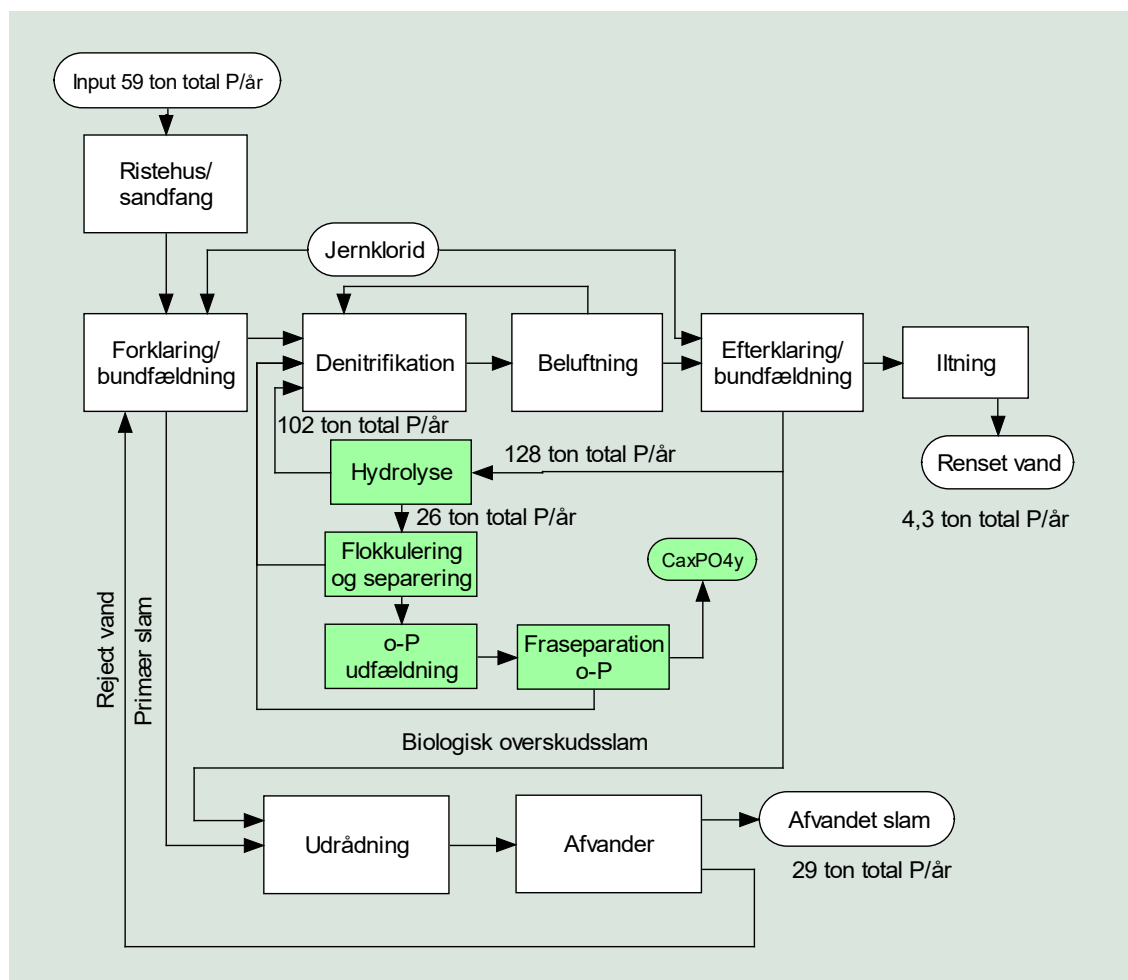 Input 59 ton total P/år
Ristehus/
sandfang
Jernklorid
Forklaring/
bundfældning
Denitrifikation
Beluftning
Efterklaring/
bundfældning
Iltning
102 ton total P/år
128 ton total P/år
Hydrolyse
Renset vand
26 ton total P/år
4,3 ton total P/år
Flokkulering
og separering
CaxPO4y
o-P
udfældning
Fraseparation
o-P
Reject vand
Primær slam
Biologisk overskudsslam
Udrådning
Afvander
Afvandet slam
29 ton total P/år